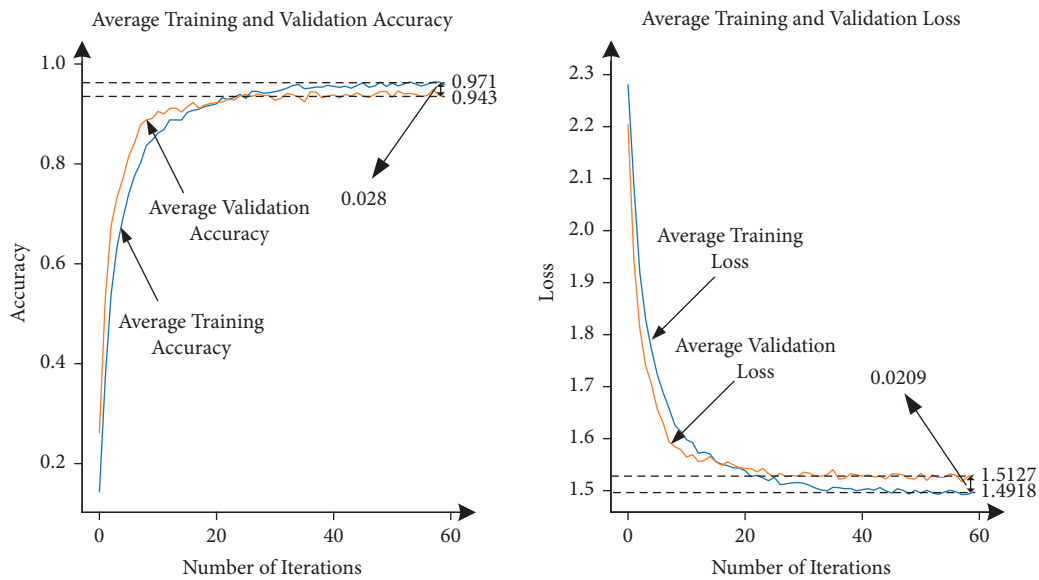 Average Training and Validation Accuracy
1.0
0.8
0.6
0.4
0.2
Accuracy
0.971
0.943
0.028
Average Validation
Accuracy
Average Training
Accuracy
0
20
40
60
Number of Iterations
Average Training and Validation Loss
2.3
2.2
2.1
2.0
1.9
1.8
1.7
1.6
1.5
Loss
Average Training
Loss
Average Validation
Loss
0.0209
1.5127
1.4918
0
20
40
60
Number of Iterations